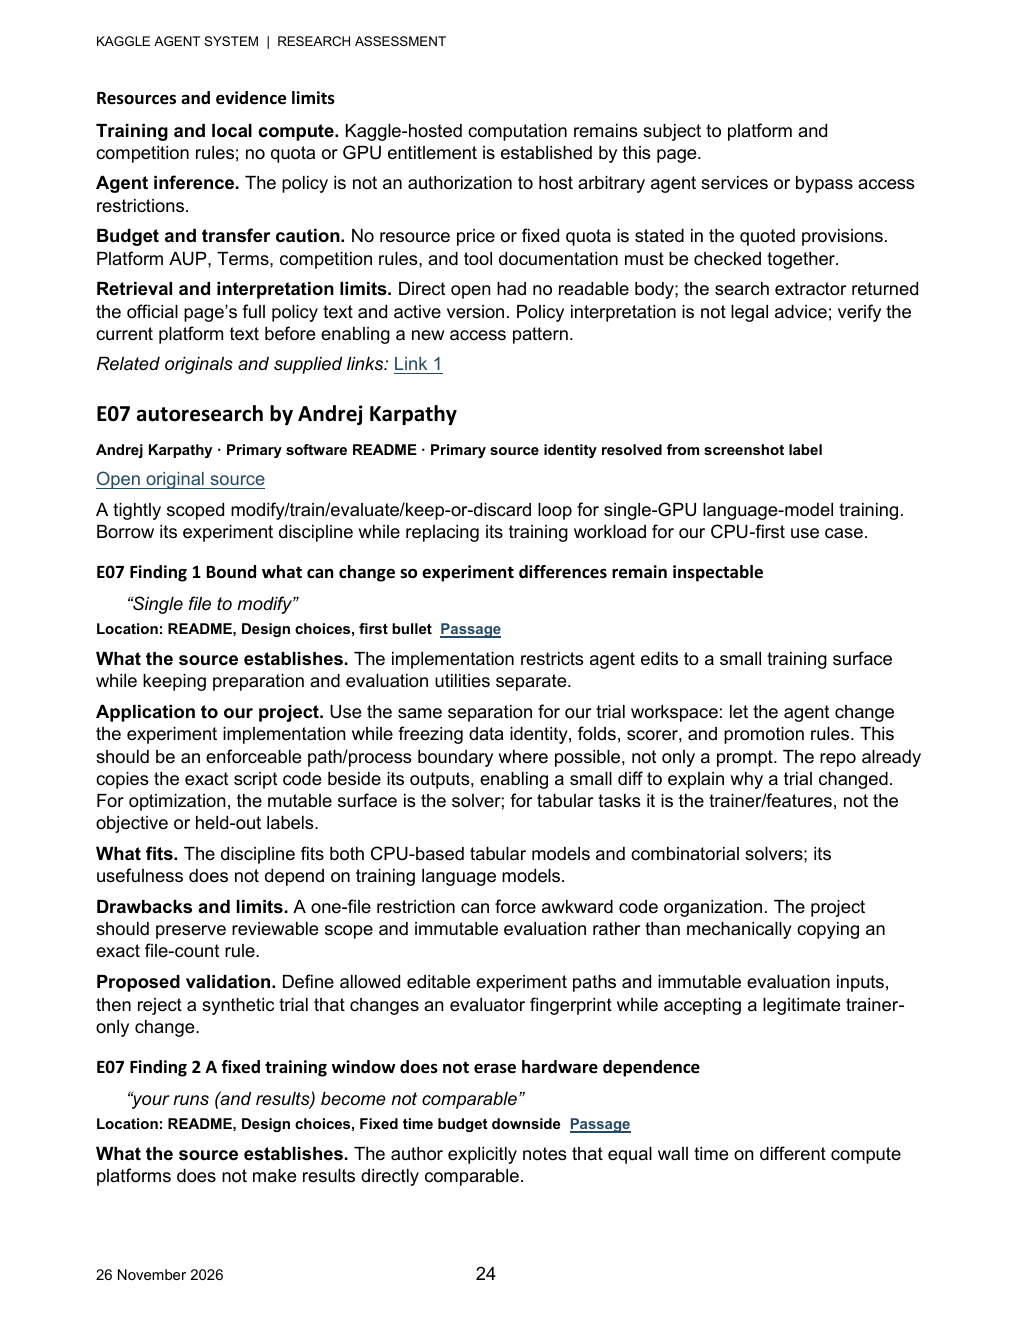 KAGGLE AGENT SYSTEM | RESEARCH ASSESSMENT
Resources and evidence limits
Training and local compute. Kaggle-hosted computation remains subject to platform and
competition rules; no quota or GPU entitlement is established by this page.
Agent inference. The policy is not an authorization to host arbitrary agent services or bypass access
restrictions.
Budget and transfer caution. No resource price or fixed quota is stated in the quoted provisions.
Platform AUP, Terms, competition rules, and tool documentation must be checked together.
Retrieval and interpretation limits. Direct open had no readable body; the search extractor returned
the official page’s full policy text and active version. Policy interpretation is not legal advice; verify the
current platform text before enabling a new access pattern.
Related originals and supplied links: Link 1
E07 autoresearch by Andrej Karpathy
Andrej Karpathy · Primary software README · Primary source identity resolved from screenshot label
Open original source
A tightly scoped modify/train/evaluate/keep-or-discard loop for single-GPU language-model training.
Borrow its experiment discipline while replacing its training workload for our CPU-first use case.
E07 Finding 1 Bound what can change so experiment differences remain inspectable
“Single file to modify”
Location: README, Design choices, first bullet Passage
What the source establishes. The implementation restricts agent edits to a small training surface
while keeping preparation and evaluation utilities separate.
Application to our project. Use the same separation for our trial workspace: let the agent change
the experiment implementation while freezing data identity, folds, scorer, and promotion rules. This
should be an enforceable path/process boundary where possible, not only a prompt. The repo already
copies the exact script code beside its outputs, enabling a small diff to explain why a trial changed.
For optimization, the mutable surface is the solver; for tabular tasks it is the trainer/features, not the
objective or held-out labels.
What fits. The discipline fits both CPU-based tabular models and combinatorial solvers; its
usefulness does not depend on training language models.
Drawbacks and limits. A one-file restriction can force awkward code organization. The project
should preserve reviewable scope and immutable evaluation rather than mechanically copying an
exact file-count rule.
Proposed validation. Define allowed editable experiment paths and immutable evaluation inputs,
then reject a synthetic trial that changes an evaluator fingerprint while accepting a legitimate trainer-
only change.
E07 Finding 2 A fixed training window does not erase hardware dependence
“your runs (and results) become not comparable”
Location: README, Design choices, Fixed time budget downside Passage
What the source establishes. The author explicitly notes that equal wall time on different compute
platforms does not make results directly comparable.
26 November 2026
24